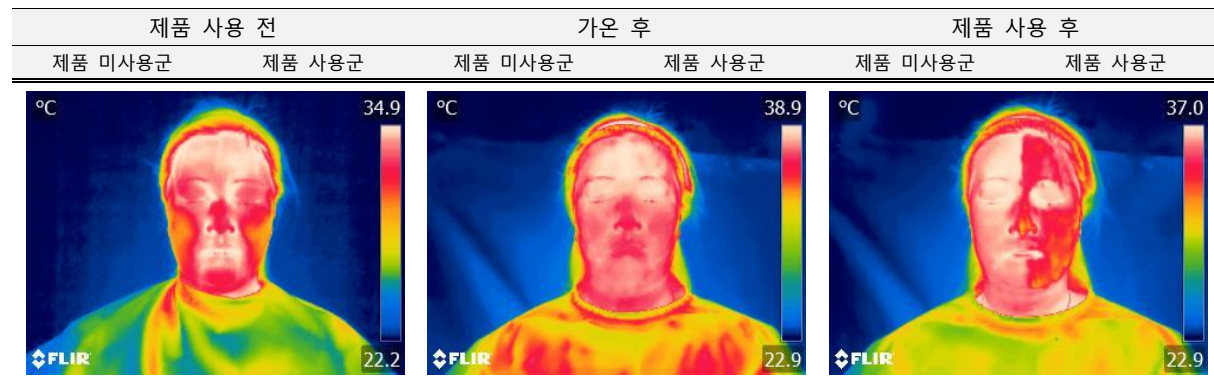 제품 사용 전 가온 후 제품 사용 후
제품 미사용군 제품 사용군 제품 미사용군 제품 사용군 제품 미사용군 제품 사용군
°C 34.9 °C 38.9 °C 37.0
FLIR 22.2 FLIR 22.9 FLIR 22.9